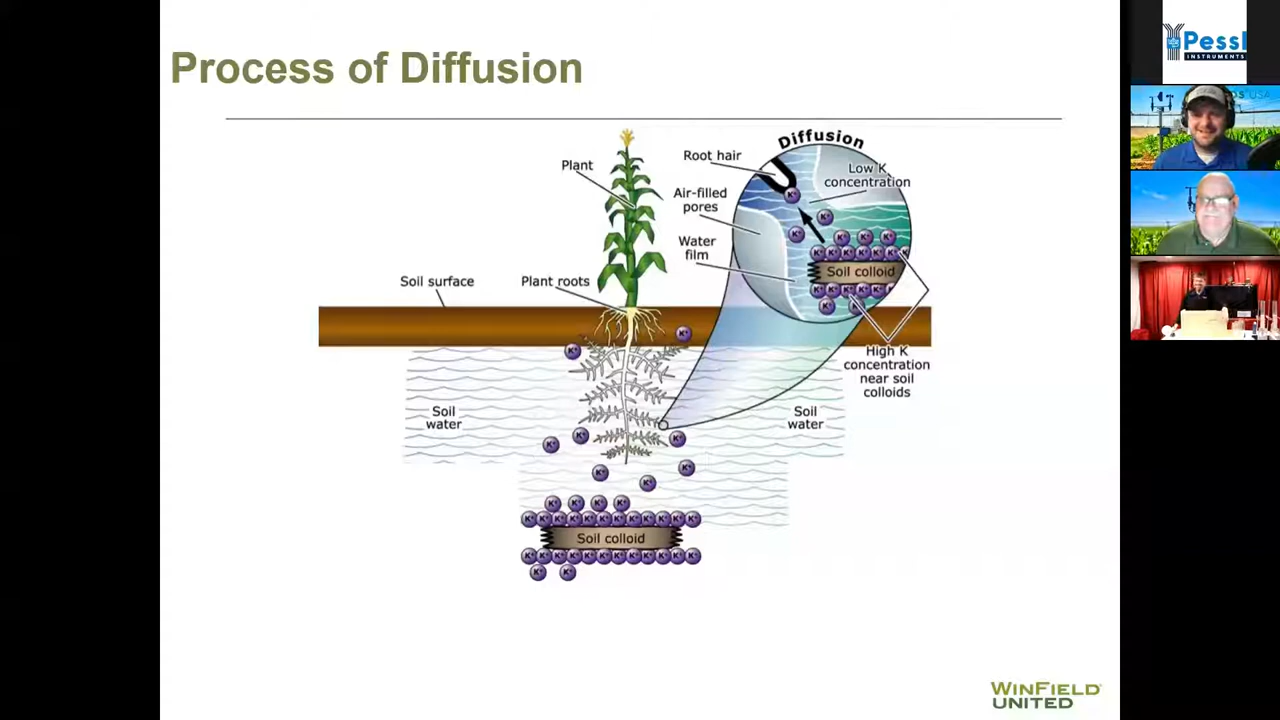 Process of Diffusion
Plant
Soil surface
Plant roots
Diffusion
Root hair
Air-filled
pores
Water
film
Low K
concentration
K⁺
K⁺
K⁺
K⁺ K⁺ K⁺
K⁺ K⁺ K⁺ K⁺ K⁺ K⁺
Soil colloid
K⁺ K⁺ K⁺ K⁺ K⁺ K⁺
K⁺
High K
concentration
near soil
colloids
K⁺
K⁺
Soil
water
Soil
water
K⁺ K⁺ K⁺
K⁺ K⁺
K⁺
K⁺ K⁺ K⁺ K⁺
K⁺ K⁺ K⁺ K⁺ K⁺ K⁺ K⁺ K⁺ K⁺ K⁺ K⁺ K⁺
Soil colloid
K⁺ K⁺ K⁺ K⁺ K⁺ K⁺ K⁺ K⁺ K⁺ K⁺ K⁺ K⁺
K⁺ K⁺
WINFIELD®
UNITED
Pessl
INSTRUMENTS
USA